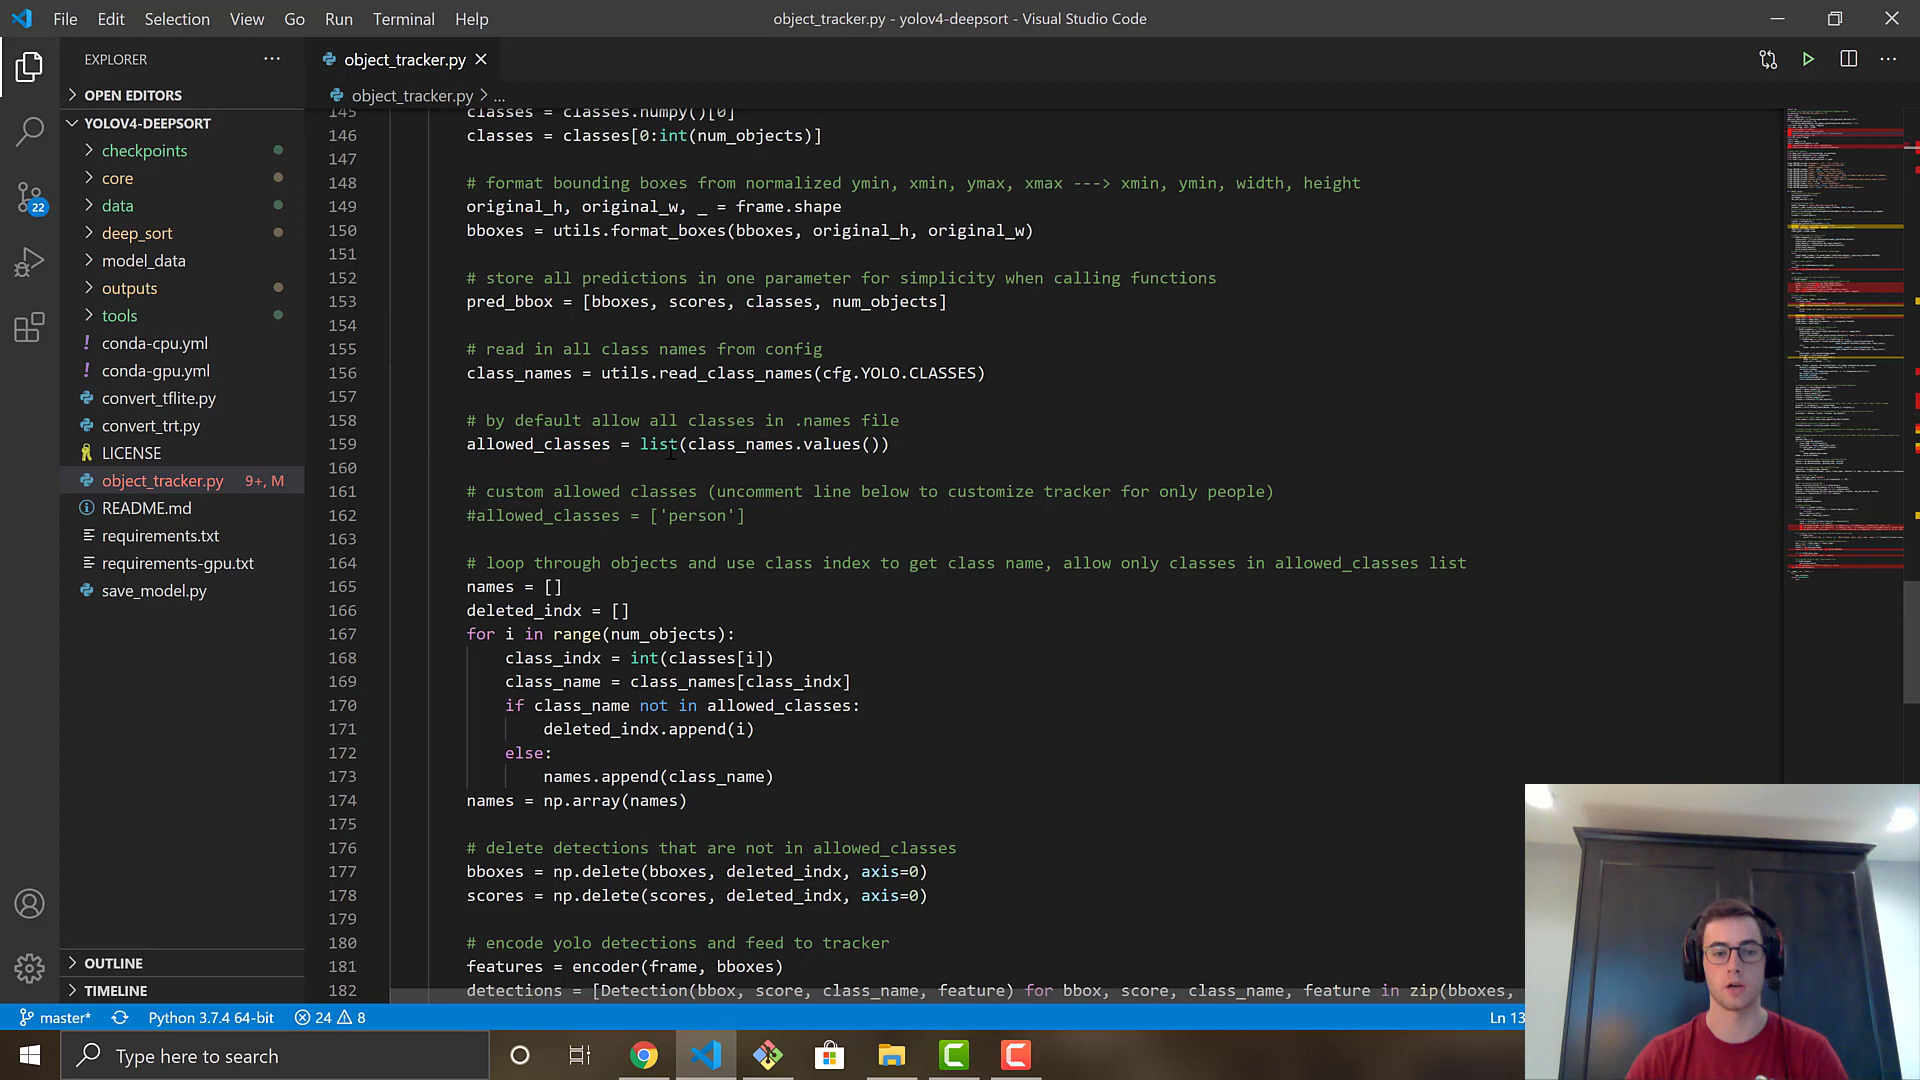 File Edit Selection View Go Run Terminal Help
object_tracker.py - yolov4-deepsort - Visual Studio Code
EXPLORER
OPEN EDITORS
YOLOV4-DEEPSORT
checkpoints
core
data
deep_sort
model_data
outputs
tools
! conda-cpu.yml
! conda-gpu.yml
convert_tflite.py
convert_trt.py
LICENSE
object_tracker.py 9+, M
README.md
requirements.txt
requirements-gpu.txt
save_model.py
OUTLINE
TIMELINE
22
object_tracker.py
object_tracker.py > ...
145 classes = classes.numpy()[0]
146 classes = classes[0:int(num_objects)]
147
148 # format bounding boxes from normalized ymin, xmin, ymax, xmax ---> xmin, ymin, width, height
149 original_h, original_w, _ = frame.shape
150 bboxes = utils.format_boxes(bboxes, original_h, original_w)
151
152 # store all predictions in one parameter for simplicity when calling functions
153 pred_bbox = [bboxes, scores, classes, num_objects]
154
155 # read in all class names from config
156 class_names = utils.read_class_names(cfg.YOLO.CLASSES)
157
158 # by default allow all classes in .names file
159 allowed_classes = list(class_names.values())
160
161 # custom allowed classes (uncomment line below to customize tracker for only people)
162 #allowed_classes = ['person']
163
164 # loop through objects and use class index to get class name, allow only classes in allowed_classes list
165 names = []
166 deleted_indx = []
167 for i in range(num_objects):
168 class_indx = int(classes[i])
169 class_name = class_names[class_indx]
170 if class_name not in allowed_classes:
171 deleted_indx.append(i)
172 else:
173 names.append(class_name)
174 names = np.array(names)
175
176 # delete detections that are not in allowed_classes
177 bboxes = np.delete(bboxes, deleted_indx, axis=0)
178 scores = np.delete(scores, deleted_indx, axis=0)
179
180 # encode yolo detections and feed to tracker
181 features = encoder(frame, bboxes)
182 detections = [Detection(bbox, score, class_name, feature) for bbox, score, class_name, feature in zip(bboxes,
master* Python 3.7.4 64-bit 24 8 Ln 13
Type here to search